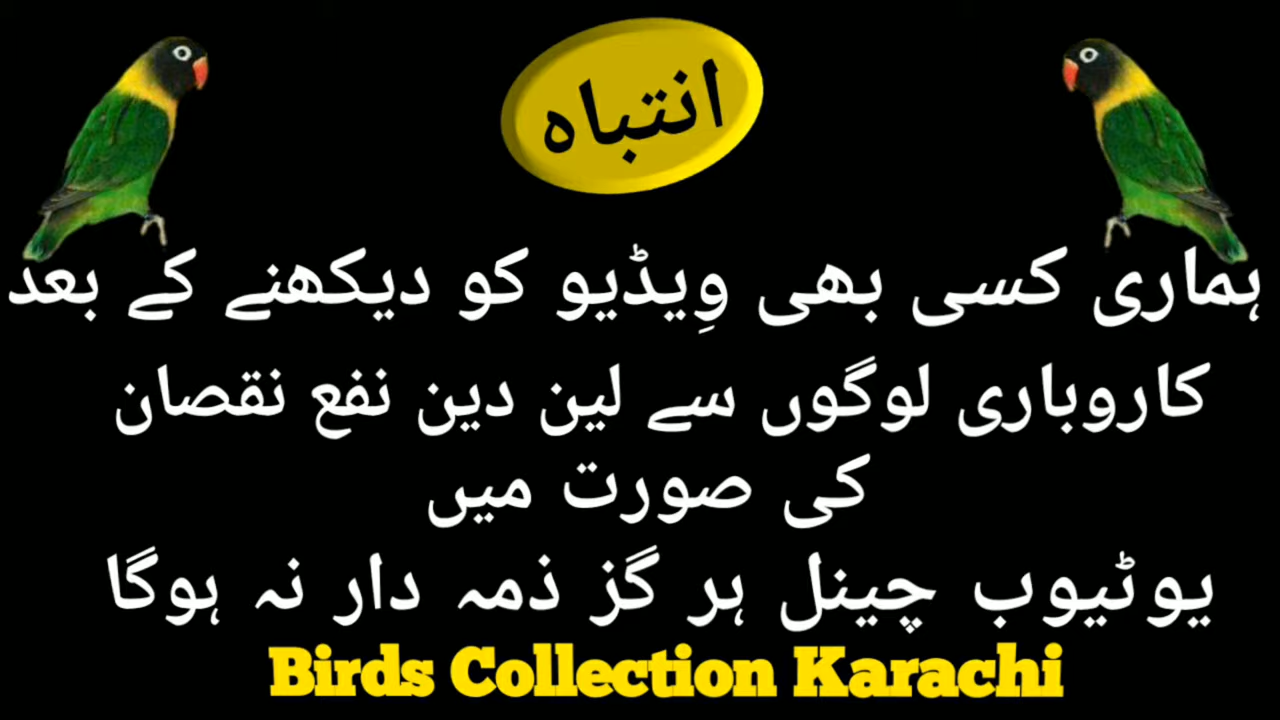 انتباہ
ہماری کسی بھی وِیڈیو کو دیکھنے کے بعد
کاروباری لوگوں سے لین دین نفع نقصان
کی صورت میں
یوٹیوب چینل ہر گز ذمہ دار نہ ہوگا
Birds Collection Karachi